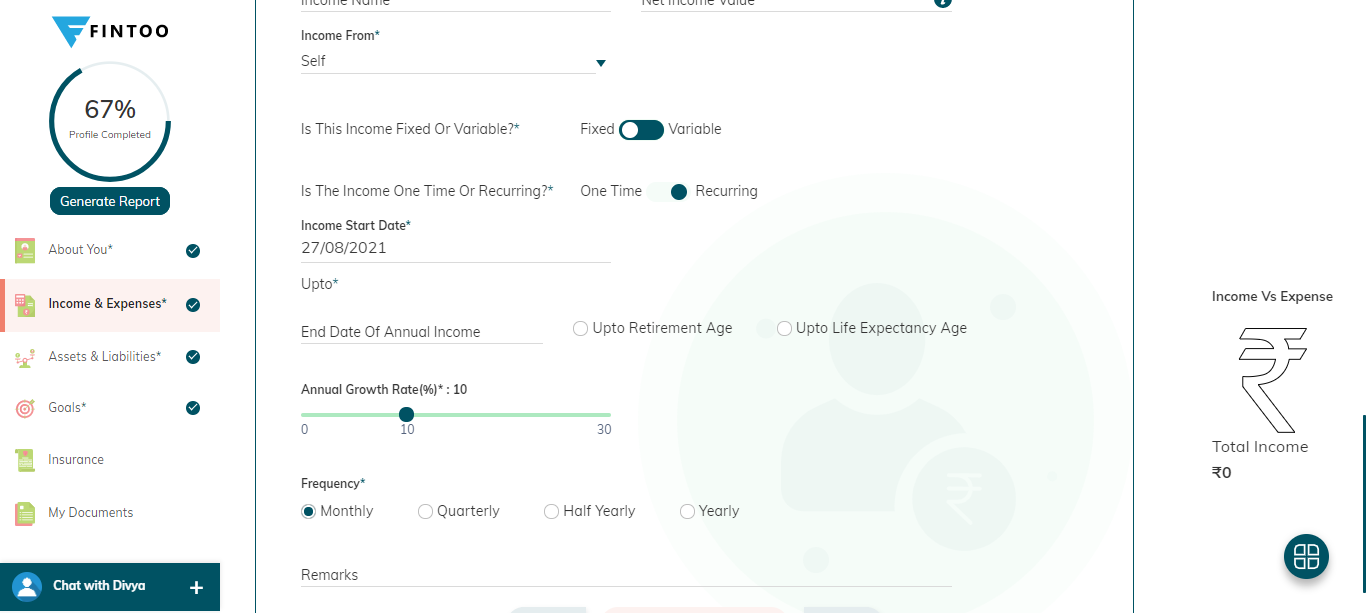 FINTOO
67%
Profile Completed
Generate Report
About You*
Income & Expenses*
Assets & Liabilities*
Goals*
Insurance
My Documents
Chat with Divya +
Income Name Net Income Value
Income From*
Self
Is This Income Fixed Or Variable?* Fixed Variable
Is The Income One Time Or Recurring?* One Time Recurring
Income Start Date*
27/08/2021
Upto*
End Date Of Annual Income Upto Retirement Age Upto Life Expectancy Age
Annual Growth Rate(%)* : 10
0 10 30
Frequency*
Monthly Quarterly Half Yearly Yearly
Remarks
Income Vs Expense
₹
Total Income
₹0